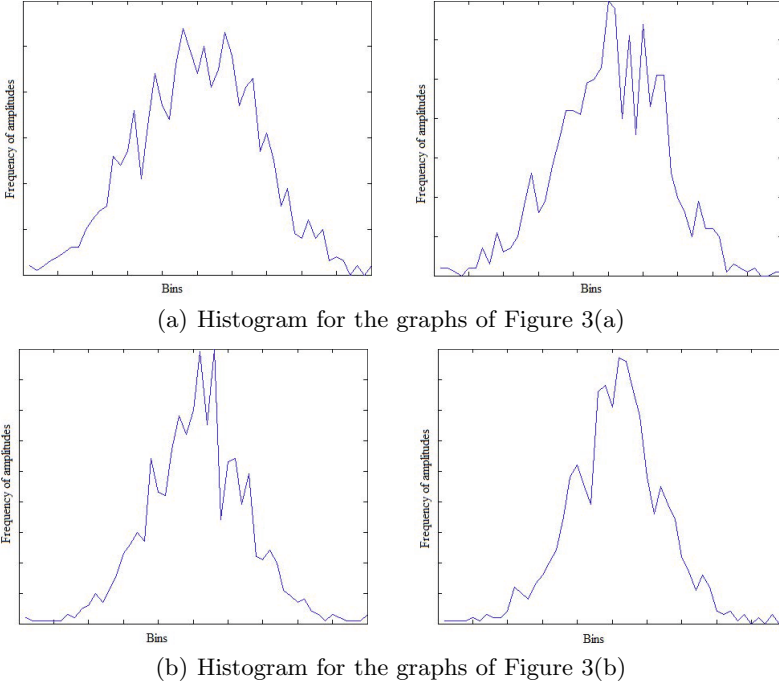 Frequency of amplitudes
Frequency of amplitudes
Bins
Bins
(a) Histogram for the graphs of Figure 3(a)
Frequency of amplitudes
Frequency of amplitudes
Bins
Bins
(b) Histogram for the graphs of Figure 3(b)